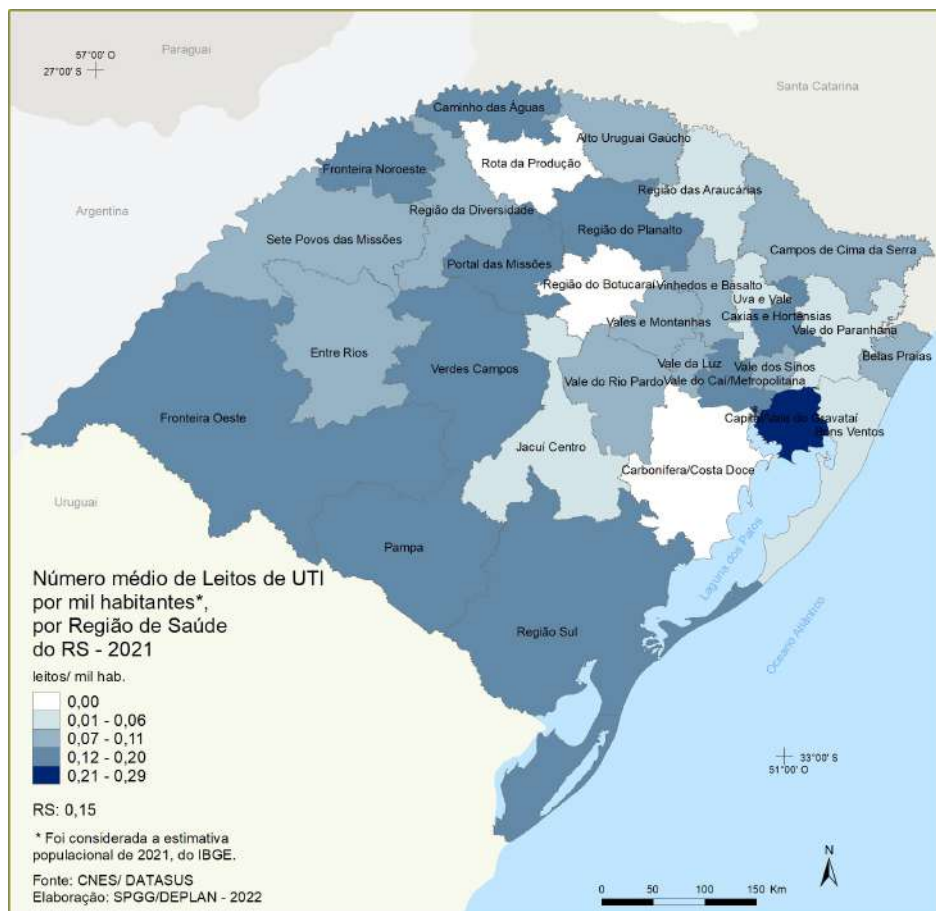 57°00' O
27°00' S
Paraguai
Santa Catarina
Argentina
Uruguai
Caminho das Águas
Alto Uruguai Gaúcho
Rota da Produção
Fronteira Noroeste
Região das Araucárias
Região da Diversidade
Sete Povos das Missões
Região do Planalto
Campos de Cima da Serra
Portal das Missões
Região do Botucaraí
Vinhedos e Basalto
Uva e Vale
Caxias e Hortênsias
Vales e Montanhas
Vale do Paranhana
Entre Rios
Belas Praias
Verdes Campos
Vale da Luz
Vale dos Sinos
Vale do Rio Pardo
Vale do Caí/Metropolitana
Fronteira Oeste
Capital/Vale do Gravataí
Bons Ventos
Jacuí Centro
Carbonífera/Costa Doce
Pampa
Laguna dos Patos
Região Sul
Oceano Atlântico
Número médio de Leitos de UTI
por mil habitantes*,
por Região de Saúde
do RS - 2021
leitos/ mil hab.
0,00
0,01 - 0,06
0,07 - 0,11
0,12 - 0,20
0,21 - 0,29
RS: 0,15
* Foi considerada a estimativa
populacional de 2021, do IBGE.
Fonte: CNES/ DATASUS
Elaboração: SPGG/DEPLAN - 2022
33°00' S
51°00' O
N
0 50 100 150 Km